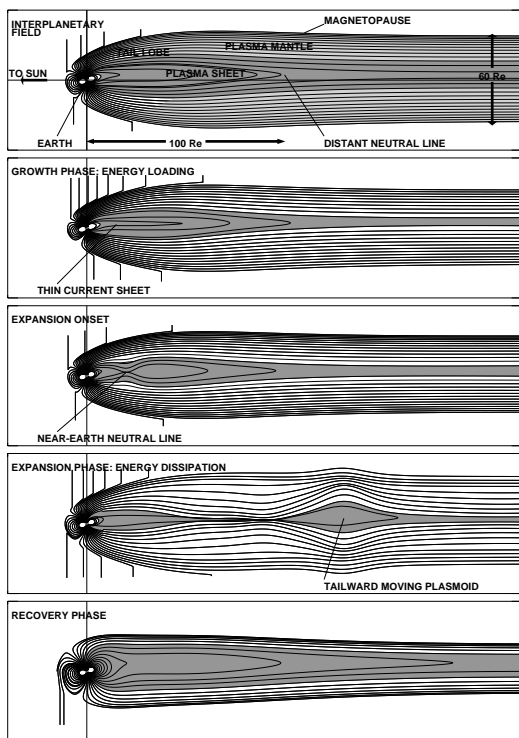 INTERPLANETARY
FIELD
MAGNETOPAUSE
TAIL LOBE
PLASMA MANTLE
TO SUN
PLASMA SHEET
60 Re
EARTH
100 Re
DISTANT NEUTRAL LINE
GROWTH PHASE: ENERGY LOADING
THIN CURRENT SHEET
EXPANSION ONSET
NEAR-EARTH NEUTRAL LINE
EXPANSION PHASE: ENERGY DISSIPATION
TAILWARD MOVING PLASMOID
RECOVERY PHASE